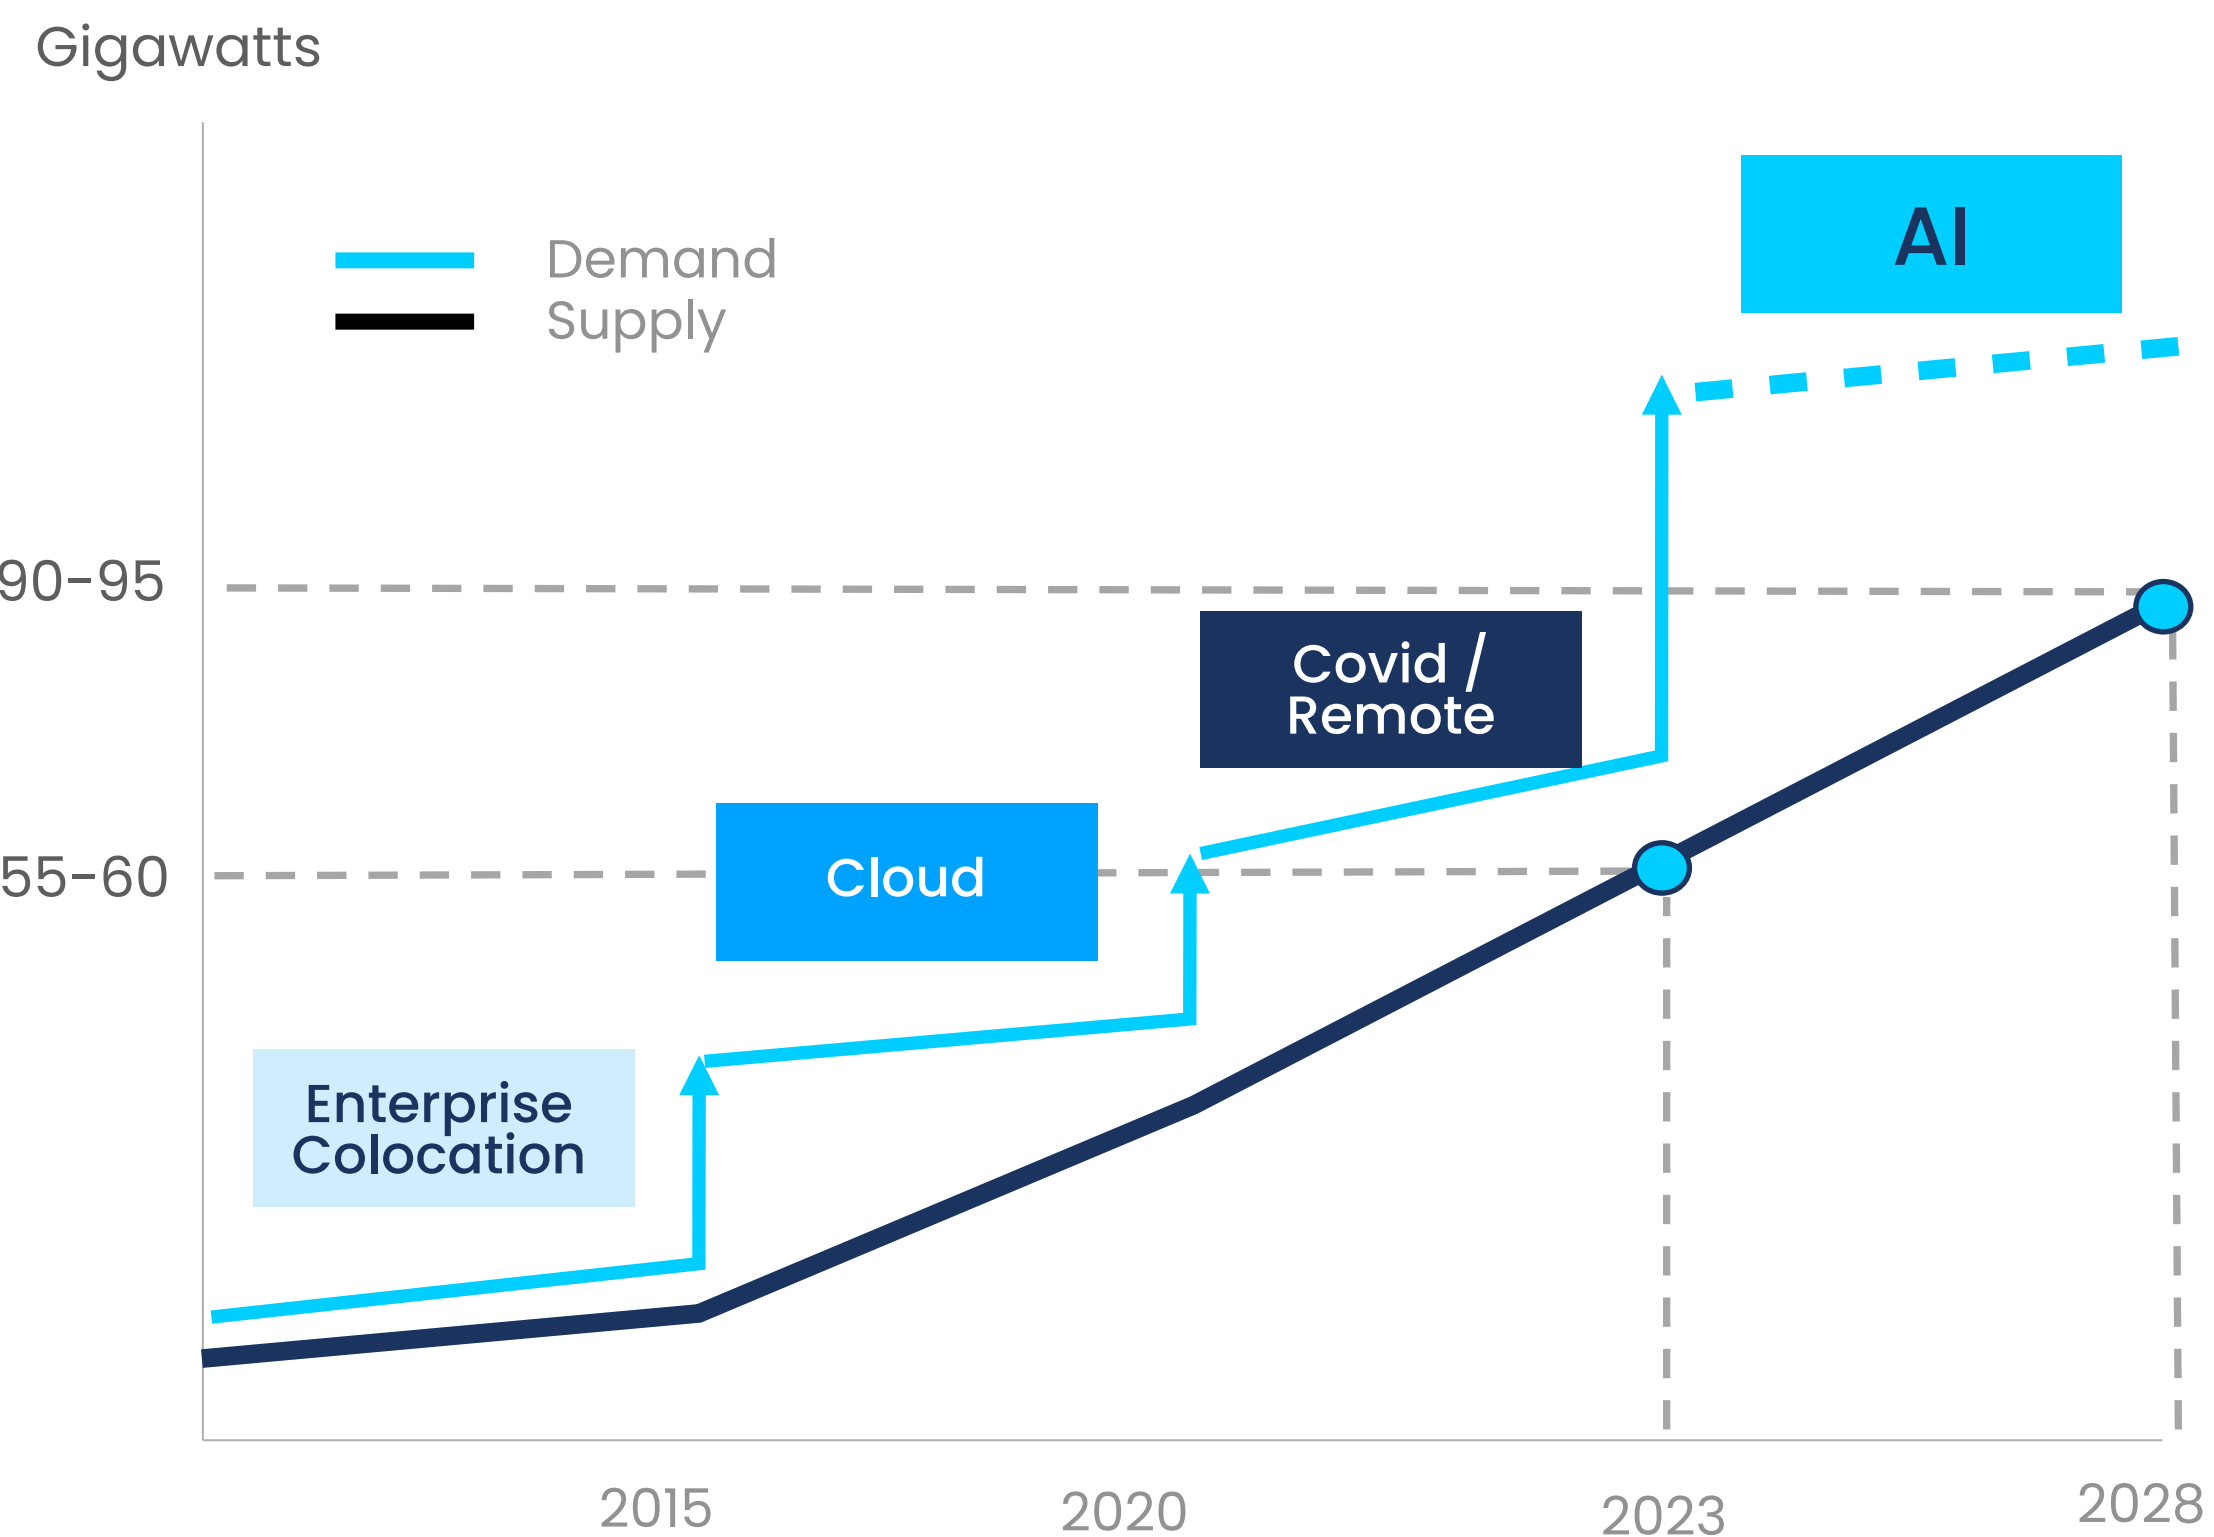 Gigawatts
Demand
Supply
AI
90-95
Covid /
Remote
55-60
Cloud
Enterprise
Colocation
2015
2020
2023
2028